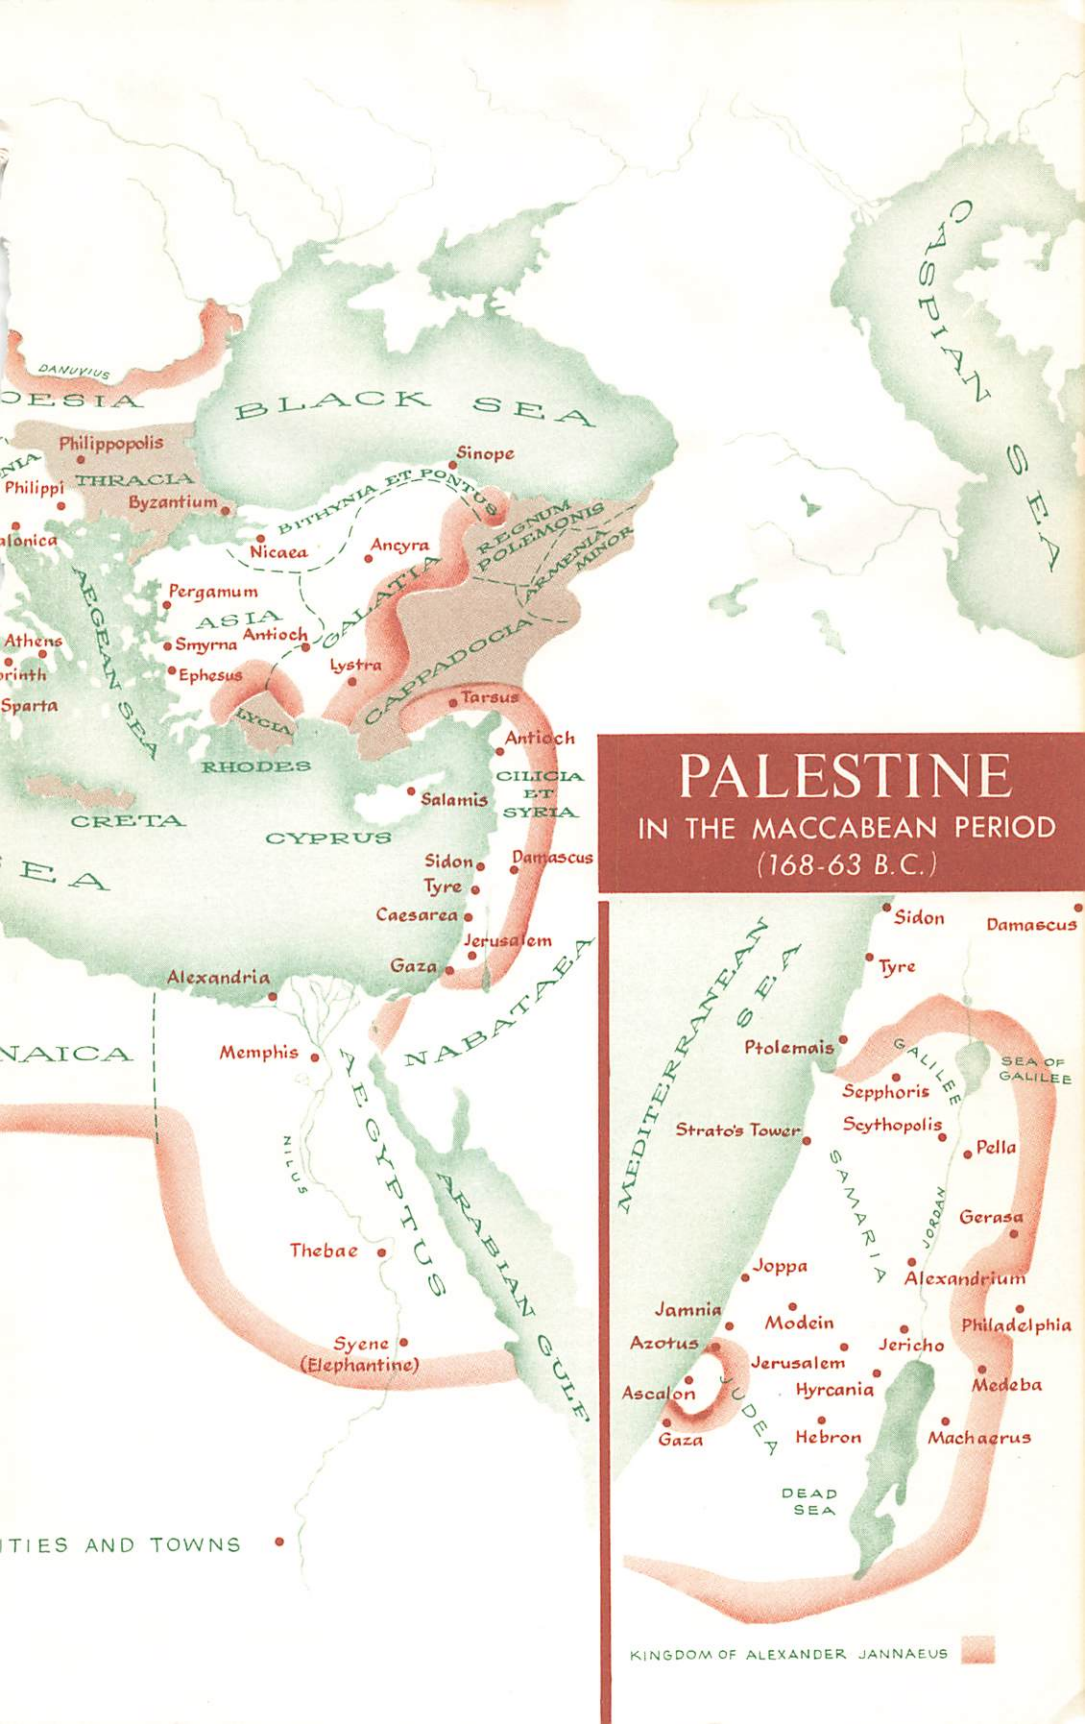 CASPIAN SEA
DANUVIUS
OESIA
BLACK SEA
Philippopolis
NIA
THRACIA
Philippi
Byzantium
Sinope
BITHYNIA ET PONTUS
alonica
Nicaea
Ancyra
REGNUM
POLEMONIS
ARMENIA
MINOR
AEGEAN SEA
Pergamum
ASIA
GALATIA
Athens
Smyrna
Antioch
orinth
Ephesus
Lystra
CAPPADOCIA
Sparta
LYCIA
Tarsus
Antioch
RHODES
CILICIA
ET
SYRIA
CRETA
Salamis
CYPRUS
EA
Sidon
Damascus
Tyre
Caesarea
Jerusalem
Gaza
Alexandria
NABATAEA
NAICA
Memphis
AEGYPTUS
NILUS
ARABIAN GULF
Thebae
Syene
(Elephantine)
ITIES AND TOWNS
PALESTINE
IN THE MACCABEAN PERIOD
(168-63 B.C.)
Sidon
Damascus
MEDITERRANEAN
SEA
Tyre
Ptolemais
GALILEE
SEA OF
GALILEE
Sepphoris
Strato's Tower
Scythopolis
Pella
SAMARIA
JORDAN
Gerasa
Joppa
Alexandrium
Jamnia
Modein
Philadelphia
Azotus
Jericho
Jerusalem
Ascalon
JUDEA
Hyrcania
Medeba
Gaza
Hebron
Machaerus
DEAD
SEA
KINGDOM OF ALEXANDER JANNAEUS